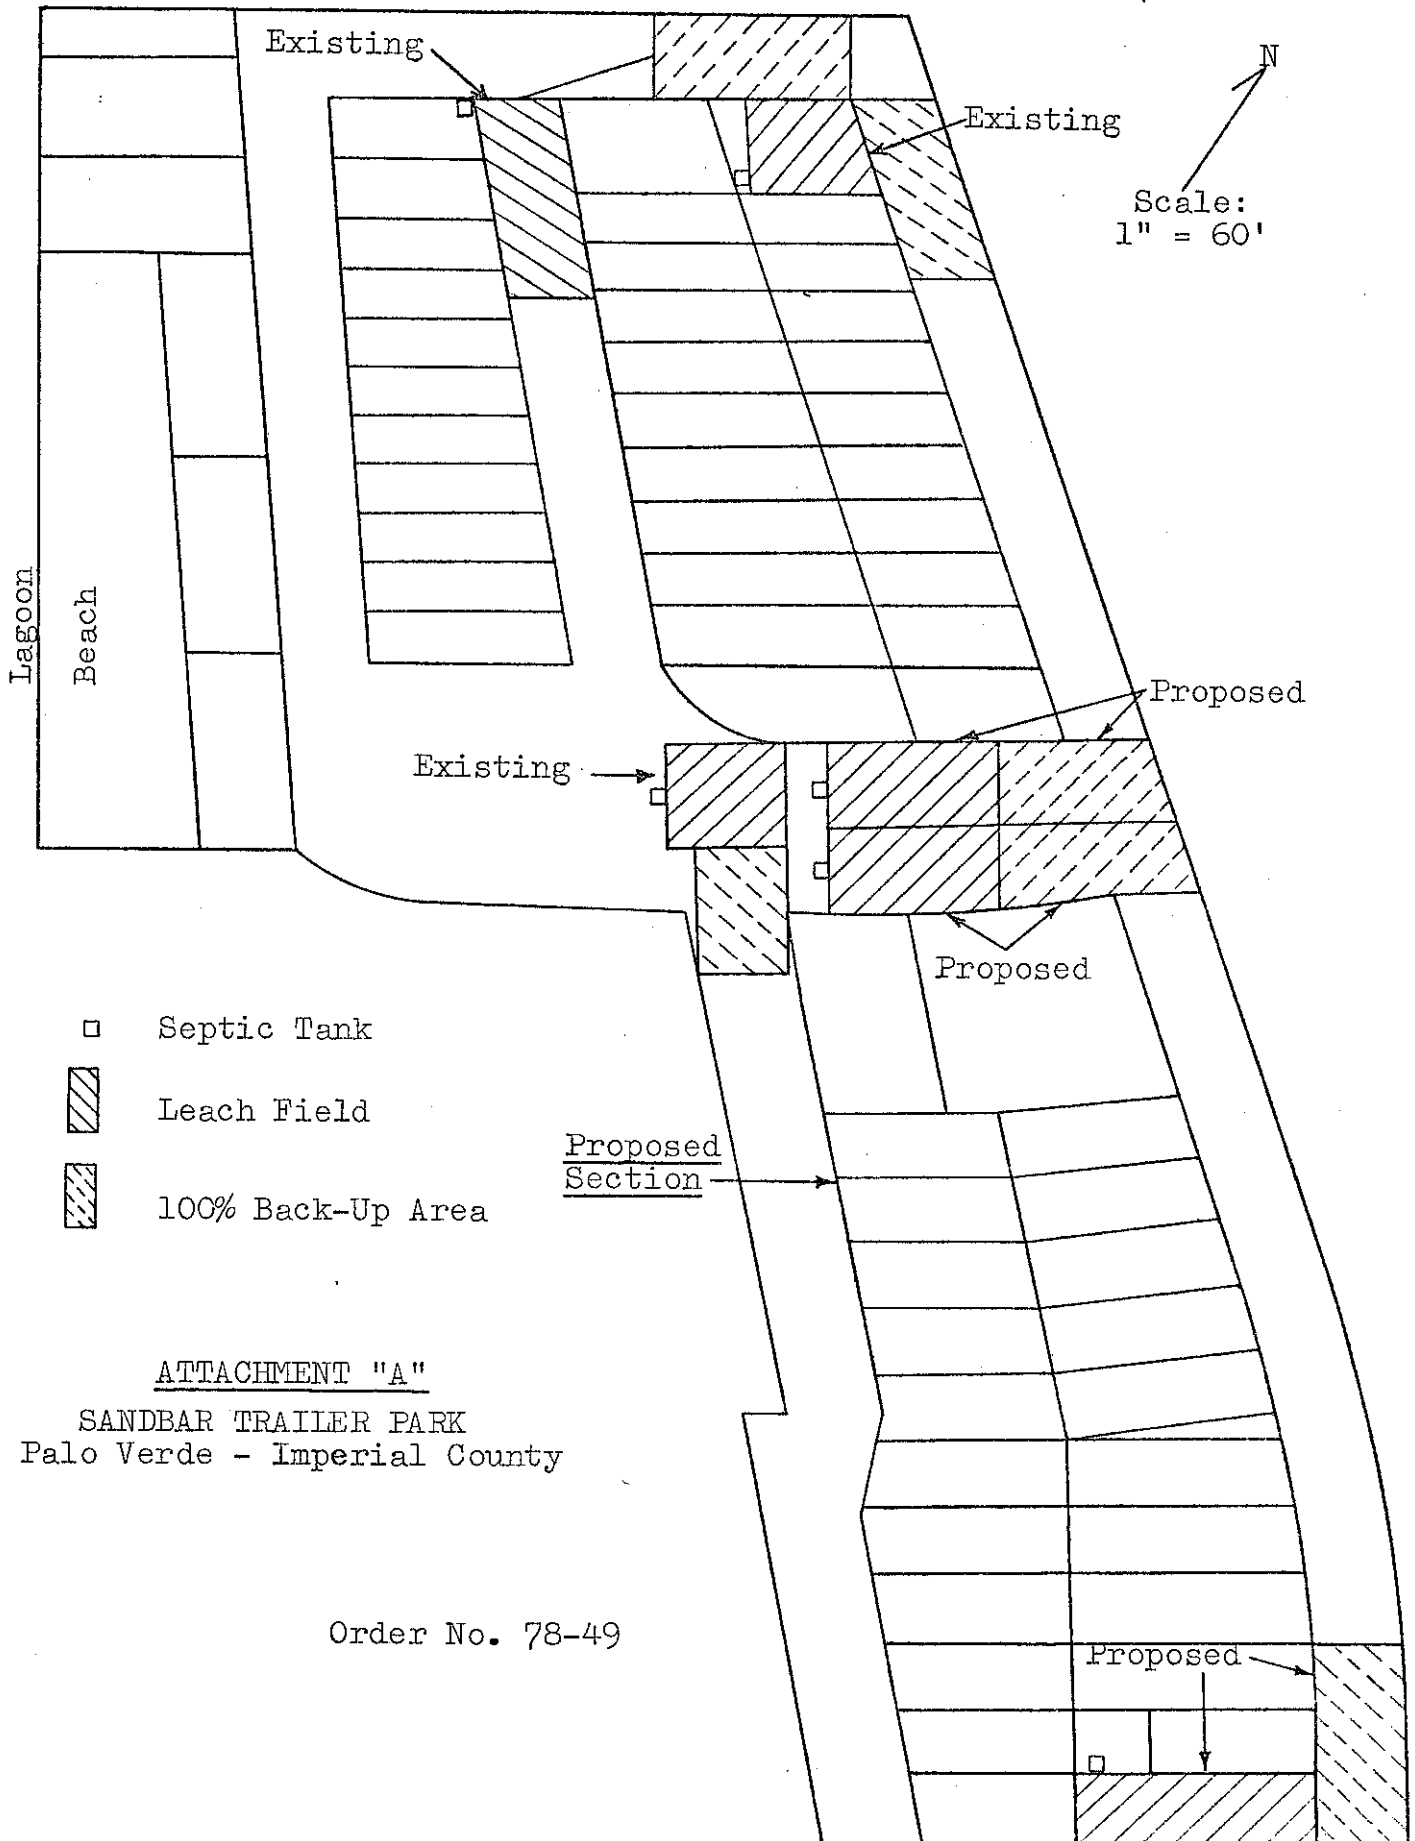 Existing
N
Existing
Scale:
1" = 60'
Lagoon
Beach
Proposed
Existing
Proposed
Septic Tank
Leach Field
100% Back-Up Area
Proposed
Section
ATTACHMENT "A"
SANDBAR TRAILER PARK
Palo Verde - Imperial County
Order No. 78-49
Proposed